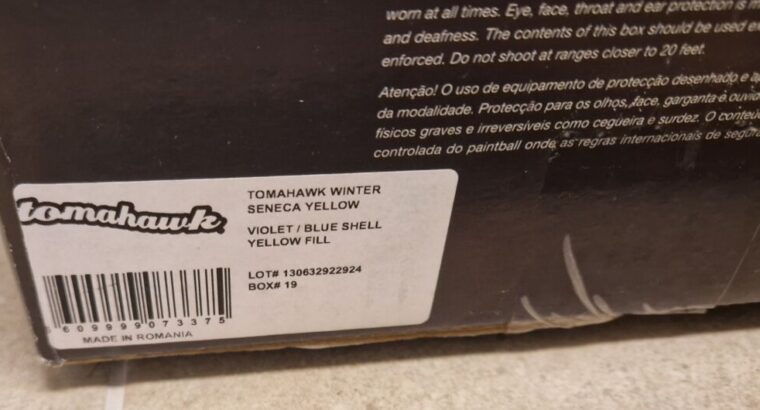 worn at all times. Eye, face, throat and ear protection is
and deafness. The contents of this box should be used
enforced. Do not shoot at ranges closer to 20 feet.
Atenção! O uso de equipamento de protecção desenhado e
da modalidade. Protecção para os olhos, face, garganta e
físicos graves e irreversíveis como cegueira e surdez. O
controlada do paintball onde as regras internacionais de
tomahawk
TOMAHAWK WINTER
SENECA YELLOW
VIOLET / BLUE SHELL
YELLOW FILL
LOT# 130632922924
BOX# 19
609999073375
MADE IN ROMANIA